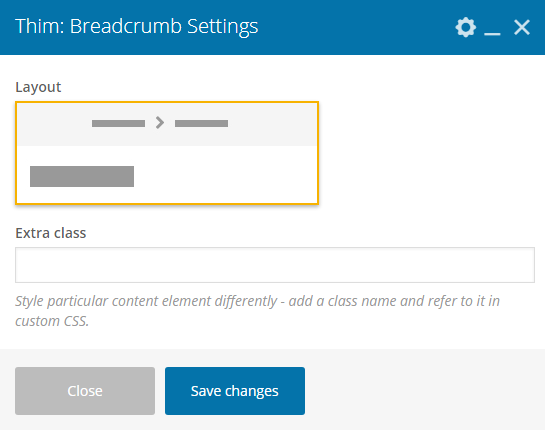 Thim: Breadcrumb Settings
Layout
Extra class
Style particular content element differently - add a class name and refer to it in
custom CSS.
Close
Save changes